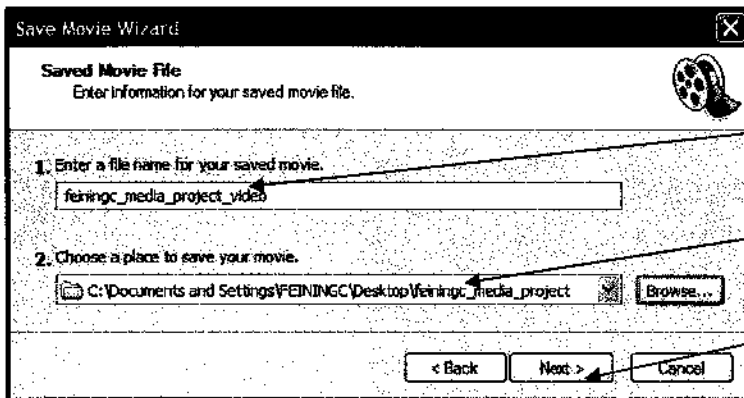 Save Movie Wizard
Saved Movie File
Enter information for your saved movie file.
1. Enter a file name for your saved movie.
feiningc_media_project_video
2. Choose a place to save your movie.
C:\Documents and Settings\FEININGC\Desktop\feiningc_media_project
Browse...
< Back
Next >
Cancel